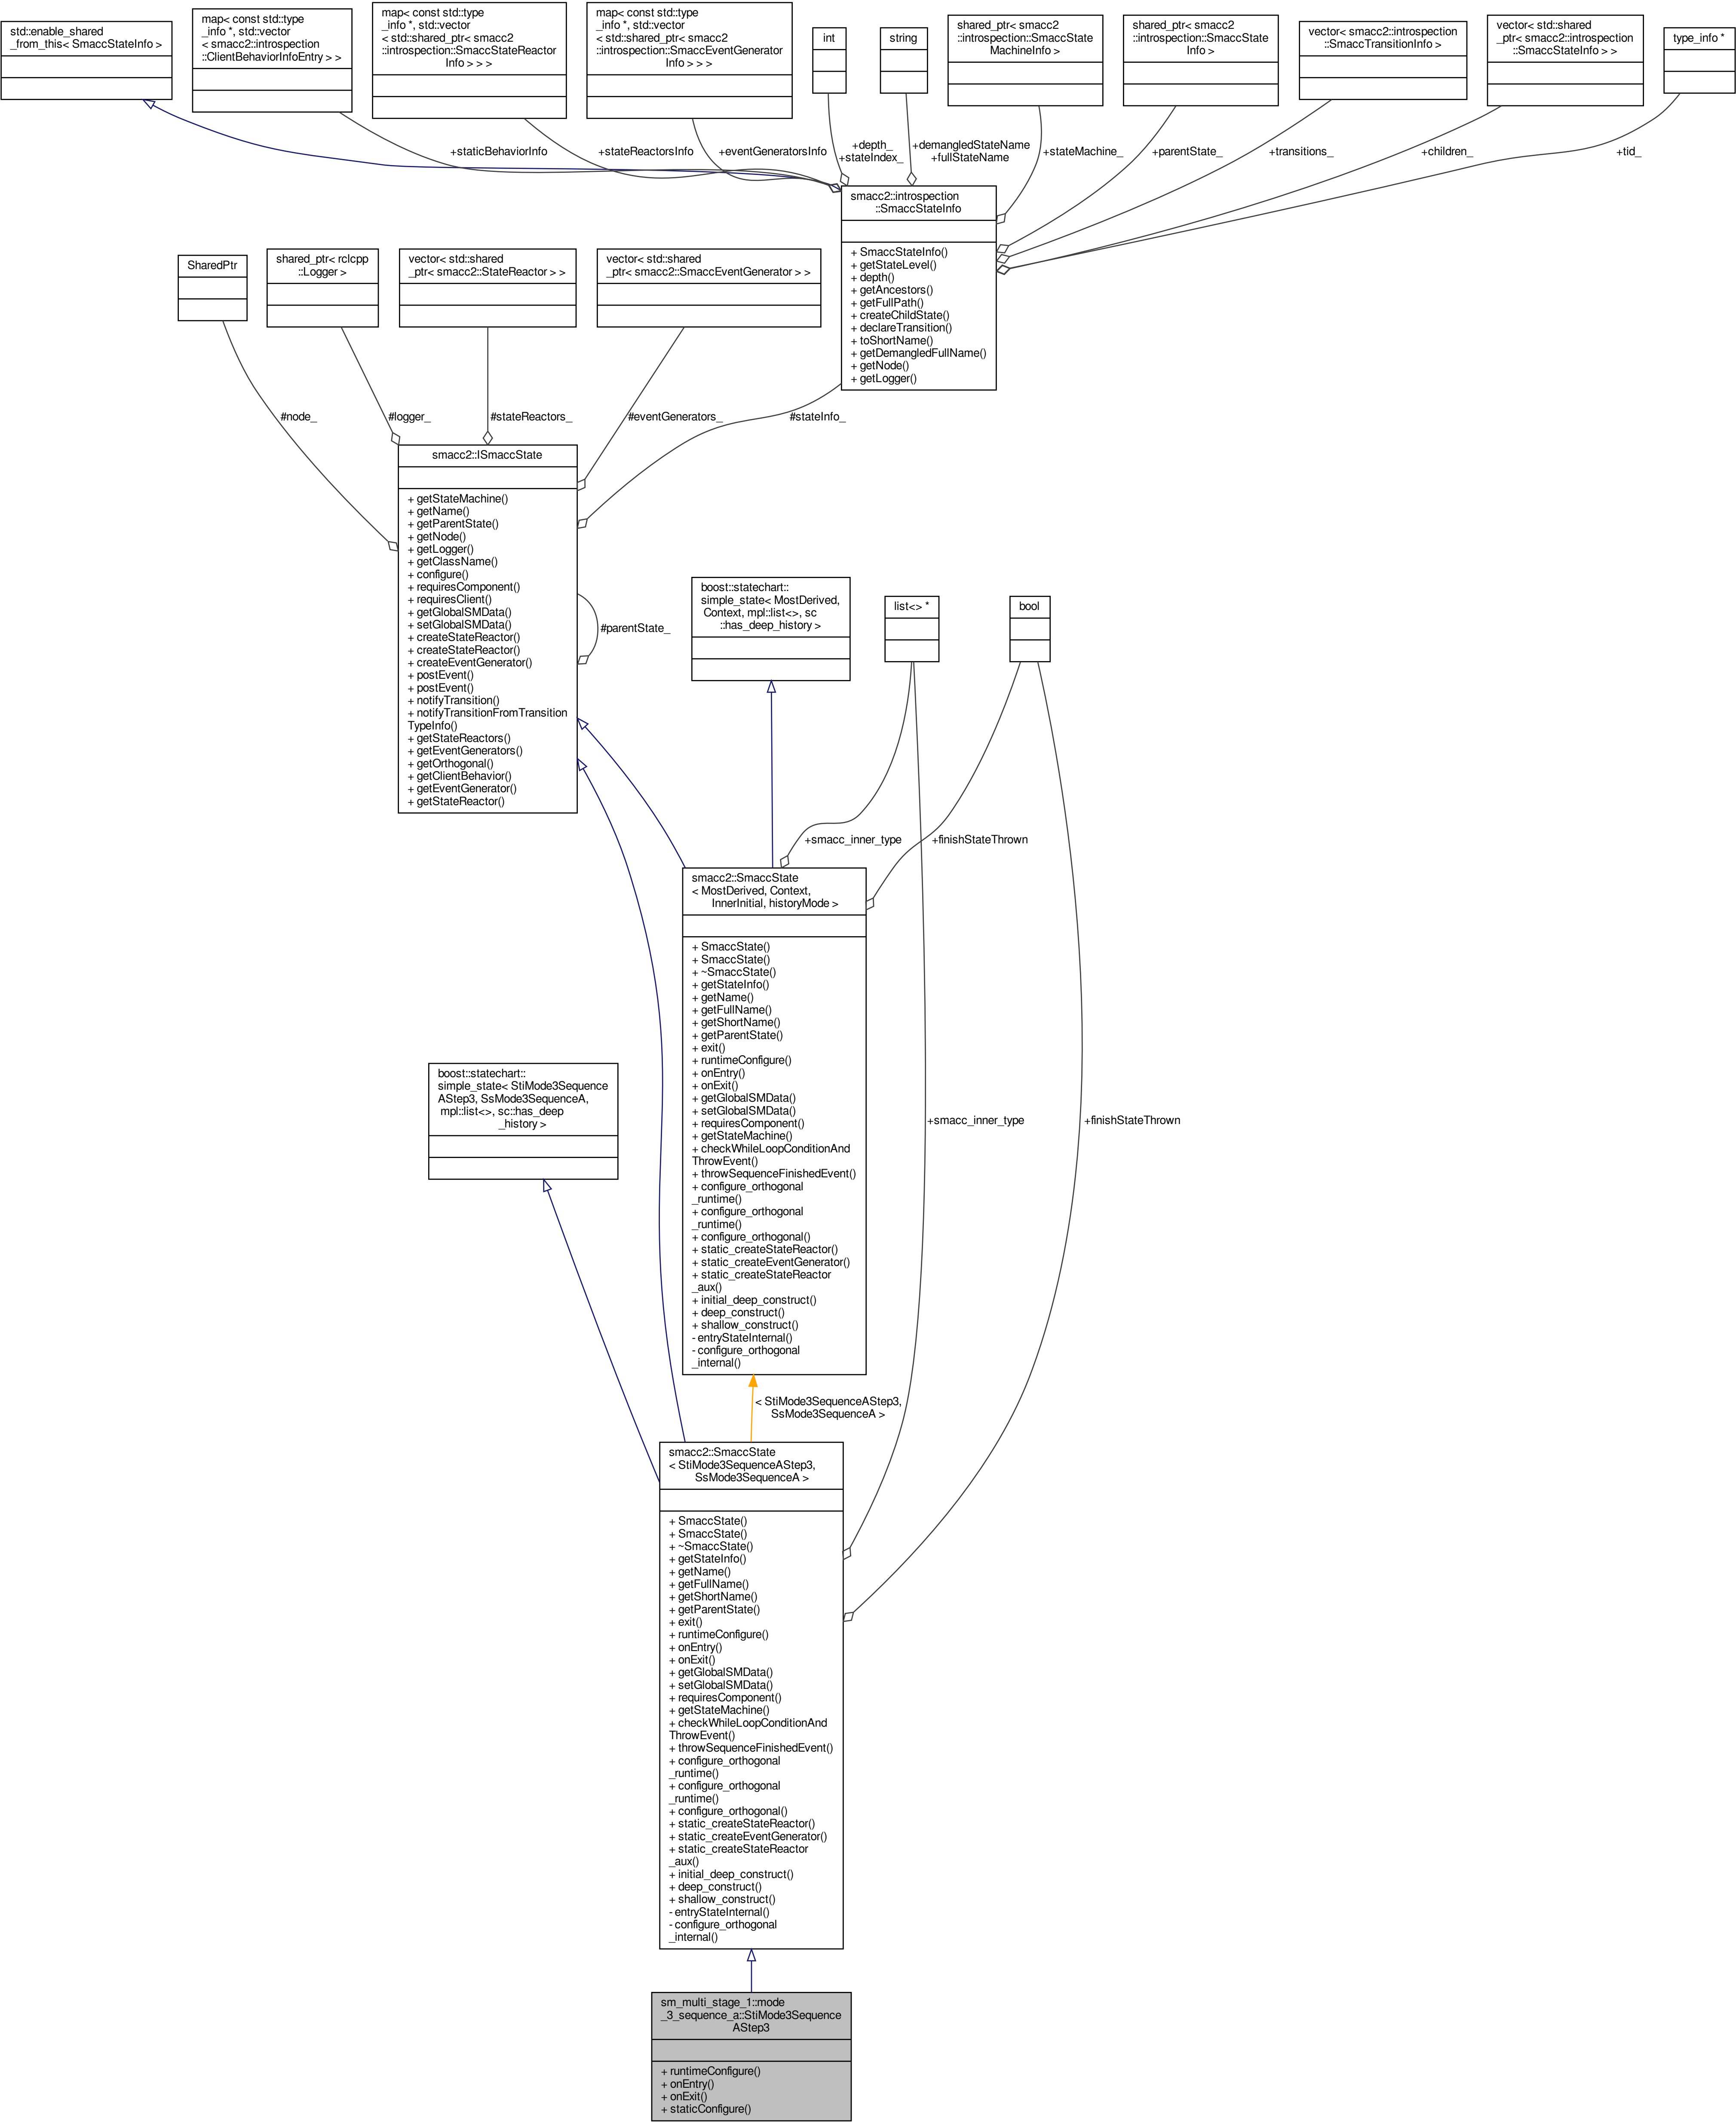 std::enable_shared
_from_this< SmaccStateInfo >
map< const std::type
_info *, std::vector
< smacc2::introspection
::ClientBehaviorInfoEntry > >
map< const std::type
_info *, std::vector
< std::shared_ptr< smacc2
::introspection::SmaccStateReactor
Info > > >
map< const std::type
_info *, std::vector
< std::shared_ptr< smacc2
::introspection::SmaccEventGenerator
Info > > >
int
string
shared_ptr< smacc2
::introspection::SmaccState
MachineInfo >
shared_ptr< smacc2
::introspection::SmaccState
Info >
vector< smacc2::introspection
::SmaccTransitionInfo >
vector< std::shared
_ptr< smacc2::introspection
::SmaccStateInfo > >
type_info *
+staticBehaviorInfo
+stateReactorsInfo
+eventGeneratorsInfo
+depth_
+stateIndex_
+demangledStateName
+fullStateName
+stateMachine_
+parentState_
+transitions_
+children_
+tid_
smacc2::introspection
::SmaccStateInfo
+ SmaccStateInfo()
+ getStateLevel()
+ depth()
+ getAncestors()
+ getFullPath()
+ createChildState()
+ declareTransition()
+ toShortName()
+ getDemangledFullName()
+ getNode()
+ getLogger()
SharedPtr
shared_ptr< rclcpp
::Logger >
vector< std::shared
_ptr< smacc2::StateReactor > >
vector< std::shared
_ptr< smacc2::SmaccEventGenerator > >
#node_
#logger_
#stateReactors_
#eventGenerators_
#stateInfo_
smacc2::ISmaccState
+ getStateMachine()
+ getName()
+ getParentState()
+ getNode()
+ getLogger()
+ getClassName()
+ configure()
+ requiresComponent()
+ requiresClient()
+ getGlobalSMData()
+ setGlobalSMData()
+ createStateReactor()
+ createStateReactor()
+ createEventGenerator()
+ postEvent()
+ postEvent()
+ notifyTransition()
+ notifyTransitionFromTransition
TypeInfo()
+ getStateReactors()
+ getEventGenerators()
+ getOrthogonal()
+ getClientBehavior()
+ getEventGenerator()
+ getStateReactor()
#parentState_
boost::statechart::
simple_state< MostDerived,
Context, mpl::list<>, sc
::has_deep_history >
list<> *
bool
+smacc_inner_type
+finishStateThrown
smacc2::SmaccState
< MostDerived, Context,
InnerInitial, historyMode >
+ SmaccState()
+ SmaccState()
+ ~SmaccState()
+ getStateInfo()
+ getName()
+ getFullName()
+ getShortName()
+ getParentState()
+ exit()
+ runtimeConfigure()
+ onEntry()
+ onExit()
+ getGlobalSMData()
+ setGlobalSMData()
+ requiresComponent()
+ getStateMachine()
+ checkWhileLoopConditionAnd
ThrowEvent()
+ throwSequenceFinishedEvent()
+ configure_orthogonal
_runtime()
+ configure_orthogonal
_runtime()
+ configure_orthogonal()
+ static_createStateReactor()
+ static_createEventGenerator()
+ static_createStateReactor
_aux()
+ initial_deep_construct()
+ deep_construct()
+ shallow_construct()
- entryStateInternal()
- configure_orthogonal
_internal()
boost::statechart::
simple_state< StiMode3Sequence
AStep3, SsMode3SequenceA,
mpl::list<>, sc::has_deep
_history >
+smacc_inner_type
+finishStateThrown
< StiMode3SequenceAStep3,
SsMode3SequenceA >
smacc2::SmaccState
< StiMode3SequenceAStep3,
SsMode3SequenceA >
+ SmaccState()
+ SmaccState()
+ ~SmaccState()
+ getStateInfo()
+ getName()
+ getFullName()
+ getShortName()
+ getParentState()
+ exit()
+ runtimeConfigure()
+ onEntry()
+ onExit()
+ getGlobalSMData()
+ setGlobalSMData()
+ requiresComponent()
+ getStateMachine()
+ checkWhileLoopConditionAnd
ThrowEvent()
+ throwSequenceFinishedEvent()
+ configure_orthogonal
_runtime()
+ configure_orthogonal
_runtime()
+ configure_orthogonal()
+ static_createStateReactor()
+ static_createEventGenerator()
+ static_createStateReactor
_aux()
+ initial_deep_construct()
+ deep_construct()
+ shallow_construct()
- entryStateInternal()
- configure_orthogonal
_internal()
sm_multi_stage_1::mode
_3_sequence_a::StiMode3Sequence
AStep3
+ runtimeConfigure()
+ onEntry()
+ onExit()
+ staticConfigure()